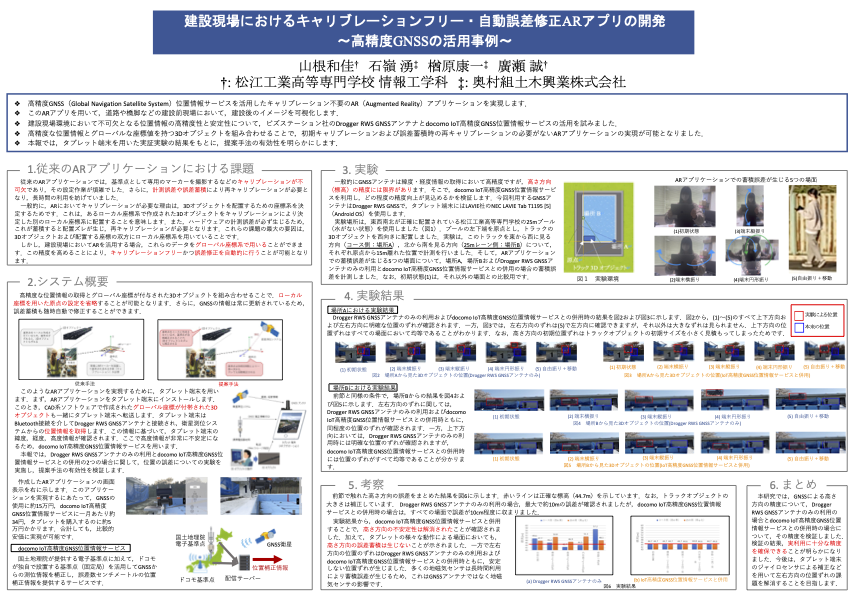 建設現場におけるキャリブレーションフリー・自動誤差修正ARアプリの開発
～高精度GNSSの活用事例～
山根和佳† 石嶺 湧‡ 楢原康一‡ 廣瀬 誠†
†: 松江工業高等専門学校 情報工学科 ‡: 奥村組土木興業株式会社
❖ 高精度GNSS（Global Navigation Satellite System）位置情報サービスを活用したキャリブレーション不要のAR（Augmented Reality）アプリケーションを実現します.
❖ このARアプリを用いて，道路や橋脚などの建設前現場において，建設後のイメージを可視化します.
❖ 建設現場環境において不可欠となる位置情報の高精度性と安定性に，ビズステーション社のDrogger RWS GNSSアンテナとdocomo IoT高精度GNSS位置情報サービスの活用を試みました.
❖ 高精度な位置情報とグローバルな座標値を持つ3Dオブジェクトを組み合わせることで，初期キャリブレーションおよび誤差蓄積時の再キャリブレーションの必要がないARアプリケーションの実現が可能となりました.
❖ 本報では，タブレット端末を用いた実証実験の結果をもとに，提案手法の有効性を明らかにします.
1.従来のARアプリケーションにおける課題
従来のARアプリケーションでは，基準点として専用のマーカーを撮影するなどのキャリブレーションが不
可欠であり，その設定作業が煩雑でした．さらに，計測誤差や誤差蓄積により再キャリブレーションが必要と
なり，長時間の利用を妨げていました.
一般的に，ARにおいてキャリブレーションが必要な理由は，3Dオブジェクトを配置するための座標系を決
定するためです．これは，あるローカル座標系で作成された3Dオブジェクトをキャリブレーションにより決
定した別のローカル座標系に配置することを意味します．また，ハードウェアの計測誤差が必ず生じるため，
これが蓄積すると配置ズレが生じ，再キャリブレーションが必要となります．これらの課題の最大の要因は，
3Dオブジェクトおよび配置する座標の双方にローカル座標系を用いていることです.
しかし，建設現場においてARを活用する場合，これらのデータをグローバル座標系で用いることができま
す．この精度を高めることにより，キャリブレーションフリーかつ誤差修正を自動的に行うことが可能となり
ます.
2.システム概要
高精度な位置情報の取得とグローバル座標が付与された3Dオブジェクトを組み合わせることで，ローカル
座標を用いた原点の設定を省略することが可能となります．さらに，GNSSの情報は常に更新されているため，
誤差蓄積も随時自動で修正することができます.
従来手法
提案手法
このようなARアプリケーションを実現するために，タブレット端末を用い
ます．まず，ARアプリケーションをタブレット端末にインストールします．
このとき，CAD系ソフトウェアで作成されたグローバル座標が付帯された3D
オブジェクトも一緒にタブレット端末へ転送します．タブレット端末は
Bluetooth接続を介してDrogger RWS GNSSアンテナと接続され，衛星測位シス
テムからの位置情報を取得します．この情報に基づいて，タブレット端末の
緯度，経度，高度情報が補正されます．ここで高度情報が非常に不安定にな
るため，docomo IoT高精度GNSS位置情報サービスを用います．
本報では，Drogger RWS GNSSアンテナのみの利用とdocomo IoT高精度GNSS位
置情報サービスとの併用の2つの場合に関して，位置の誤差についての実験を
実施し，提案手法の有効性を検証します.
作成したARアプリケーションの画面
表示を右に示します．このアプリケーシ
ョンを実現するにあたって，GNSSの
使用に約15万円，docomo IoT高精度
GNSS位置情報サービスに一月あたり約
34円，タブレットを購入するのに約5
万円かかります．合計しても，比較的
安価に実現が可能です.
docomo IoT高精度GNSS位置情報サービス
国土地理院が提供する電子基準点に加えて，ドコモ
が独自で設置する基準点（固定局）を活用してGNSSか
らの測位情報を補正し，誤差数センチメートルの位置
補正情報を提供するサービスです.
国土地理院
電子基準点
GNSS衛星
位置補正情報
ドコモ基準点
配信サーバー
3. 実験
一般的にGNSSアンテナは緯度・経度情報の取得において高精度ですが，高さ方向
（標高）の精度には限界があります．そこで，docomo IoT高精度GNSS位置情報サービス
を利用し，どの程度の精度向上が見込めるかを検証します．今回利用するGNSSアン
テナはDrogger RWS GNSSで，タブレット端末にはLAVIE社のNEC LAVIE Tab T1195 [5]
（Android OS）を使用します.
実験場所は，東西南北が正確に配置されている松江工業高等専門学校の25mプール
（水がない状態）を使用しました（図1）．プールの左下端を原点とし，トラックの
3Dオブジェクトを西向きに配置しました．実験は，このトラックを東から西に見る
方向（コース側：場所A），北から南を見る方向（25mレーン側：場所B）について，
それぞれ原点から15m離れた位置で計測を行いました．そして，ARアプリケーション
での蓄積誤差が生じる5つの場面について，場所A，場所BそれぞれDrogger RWS GNSSア
ンテナのみの利用とdocomo IoT高精度GNSS位置情報サービスとの併用の場合の蓄積誤差
を計測しました．なお，初期状態(1)は，それ以外の場面との比較用です.
場所 B
場所 A
原点
トラック 3D オブジェクト
図1 実験環境
ARアプリケーションでの蓄積誤差が生じる5つの場面
(1)初期状態
(3)端末縦振り
(2)端末横振り
(4)端末円形振り
(5)自由振り＋移動
4. 実験結果
場所Aにおける実験結果
Drogger RWS GNSSアンテナのみの利用およびdocomo IoT高精度GNSS位置情報サービスとの併用時の結果を図2および図3に示します．図2から，(1)～(5)のすべて上下方向お
よび左右方向に明確な位置のずれが確認されます．一方，図3では，左右方向のずれは(5)で左方向に確認できますが，それ以外は大きなずれは見られません．上下方向の位
置ずれはすべての場面において均等であることがわかります．なお，高さ方向の初期位置ずれはトラックオブジェクトのサイズを小さく見積もってしまったためです.
実験による位置
本来の位置
(1) 初期状態 (2) 端末横振り (3) 端末縦振り (4) 端末円形振り (5) 自由振り＋移動
図2 場所Aから見た3Dオブジェクトの位置(Drogger RWS GNSSアンテナのみ)
(1) 初期状態 (2) 端末横振り (3) 端末縦振り (4) 端末円形振り (5) 自由振り＋移動
図3 場所Aから見た3Dオブジェクトの位置(IoT高精度GNSS位置情報サービスと併用)
場所Bにおける実験結果
前節と同様の条件で，場所Bからの結果を図4および
図5に示します．左右方向のずれに関しては，
Drogger RWS GNSSアンテナのみの利用およびdocomo
IoT高精度GNSS位置情報サービスとの併用時ともに，
同程度の位置のずれが確認されます．一方，上下方
向においては，Drogger RWS GNSSアンテナのみの利
用時には明確な位置のずれが確認されますが，
docomo IoT高精度GNSS位置情報サービスとの併用時
には位置のずれがすべて均等であることが分かりま
す.
(1) 初期状態 (2) 端末横振り (3) 端末縦振り (4) 端末円形振り (5) 自由振り＋移動
図4 場所Bから見た3Dオブジェクトの位置(Drogger RWS GNSSアンテナのみ)
(1) 初期状態 (2) 端末横振り (3) 端末縦振り (4) 端末円形振り (5) 自由振り＋移動
図5 場所Bから見た3Dオブジェクトの位置(IoT高精度GNSS位置情報サービスと併用)
5. 考察
前節で触れた高さ方向の誤差をまとめた結果を図6に示します．赤いラインは正確な標高（44.7m）を示しています．なお，トラックオブジェクトの
大きさは補正しています．Drogger RWS GNSSアンテナのみの利用の場合，最大で約10mの誤差が確認されましたが，docomo IoT高精度GNSS位置情報
サービスとの併用時の場合は，すべての場面で誤差が10cm程度に収まりました.
実験結果から，docomo IoT高精度GNSS位置情報サービスと併用
することで，高さ方向の不安定性は解消されたことが確認されま
した．加えて，タブレットの様々な動作による場面においても，
高さ方向の誤差蓄積は生じないことが示されました．一方で左右
方向の位置のずれはDrogger RWS GNSSアンテナのみの利用および
docomo IoT高精度GNSS位置情報サービスとの併用時ともに，安定
しない位置ずれが生じました．多くの地磁気センサは長時間利用
により蓄積誤差が生じるため，これはGNSSアンテナではなく地磁
気センサの影響です.
(a) Drogger RWS GNSSアンテナのみ
(b) IoT高精度GNSS位置情報サービスと併用
図6 実験結果
6. まとめ
本研究では，GNSSによる高さ
方向の精度について，Drogger
RWS GNSSアンテナのみの利用の
場合とdocomo IoT高精度GNSS位置
情報サービスとの併用時の場合に
ついて，その精度を検証しました.
検証の結果，実利用に十分な精度
を確保できることが明らかになり
ました．今後は，タブレット端末
のジャイロセンサによる補正など
を用いて左右方向の位置ずれの課
題を解消することを目指します.